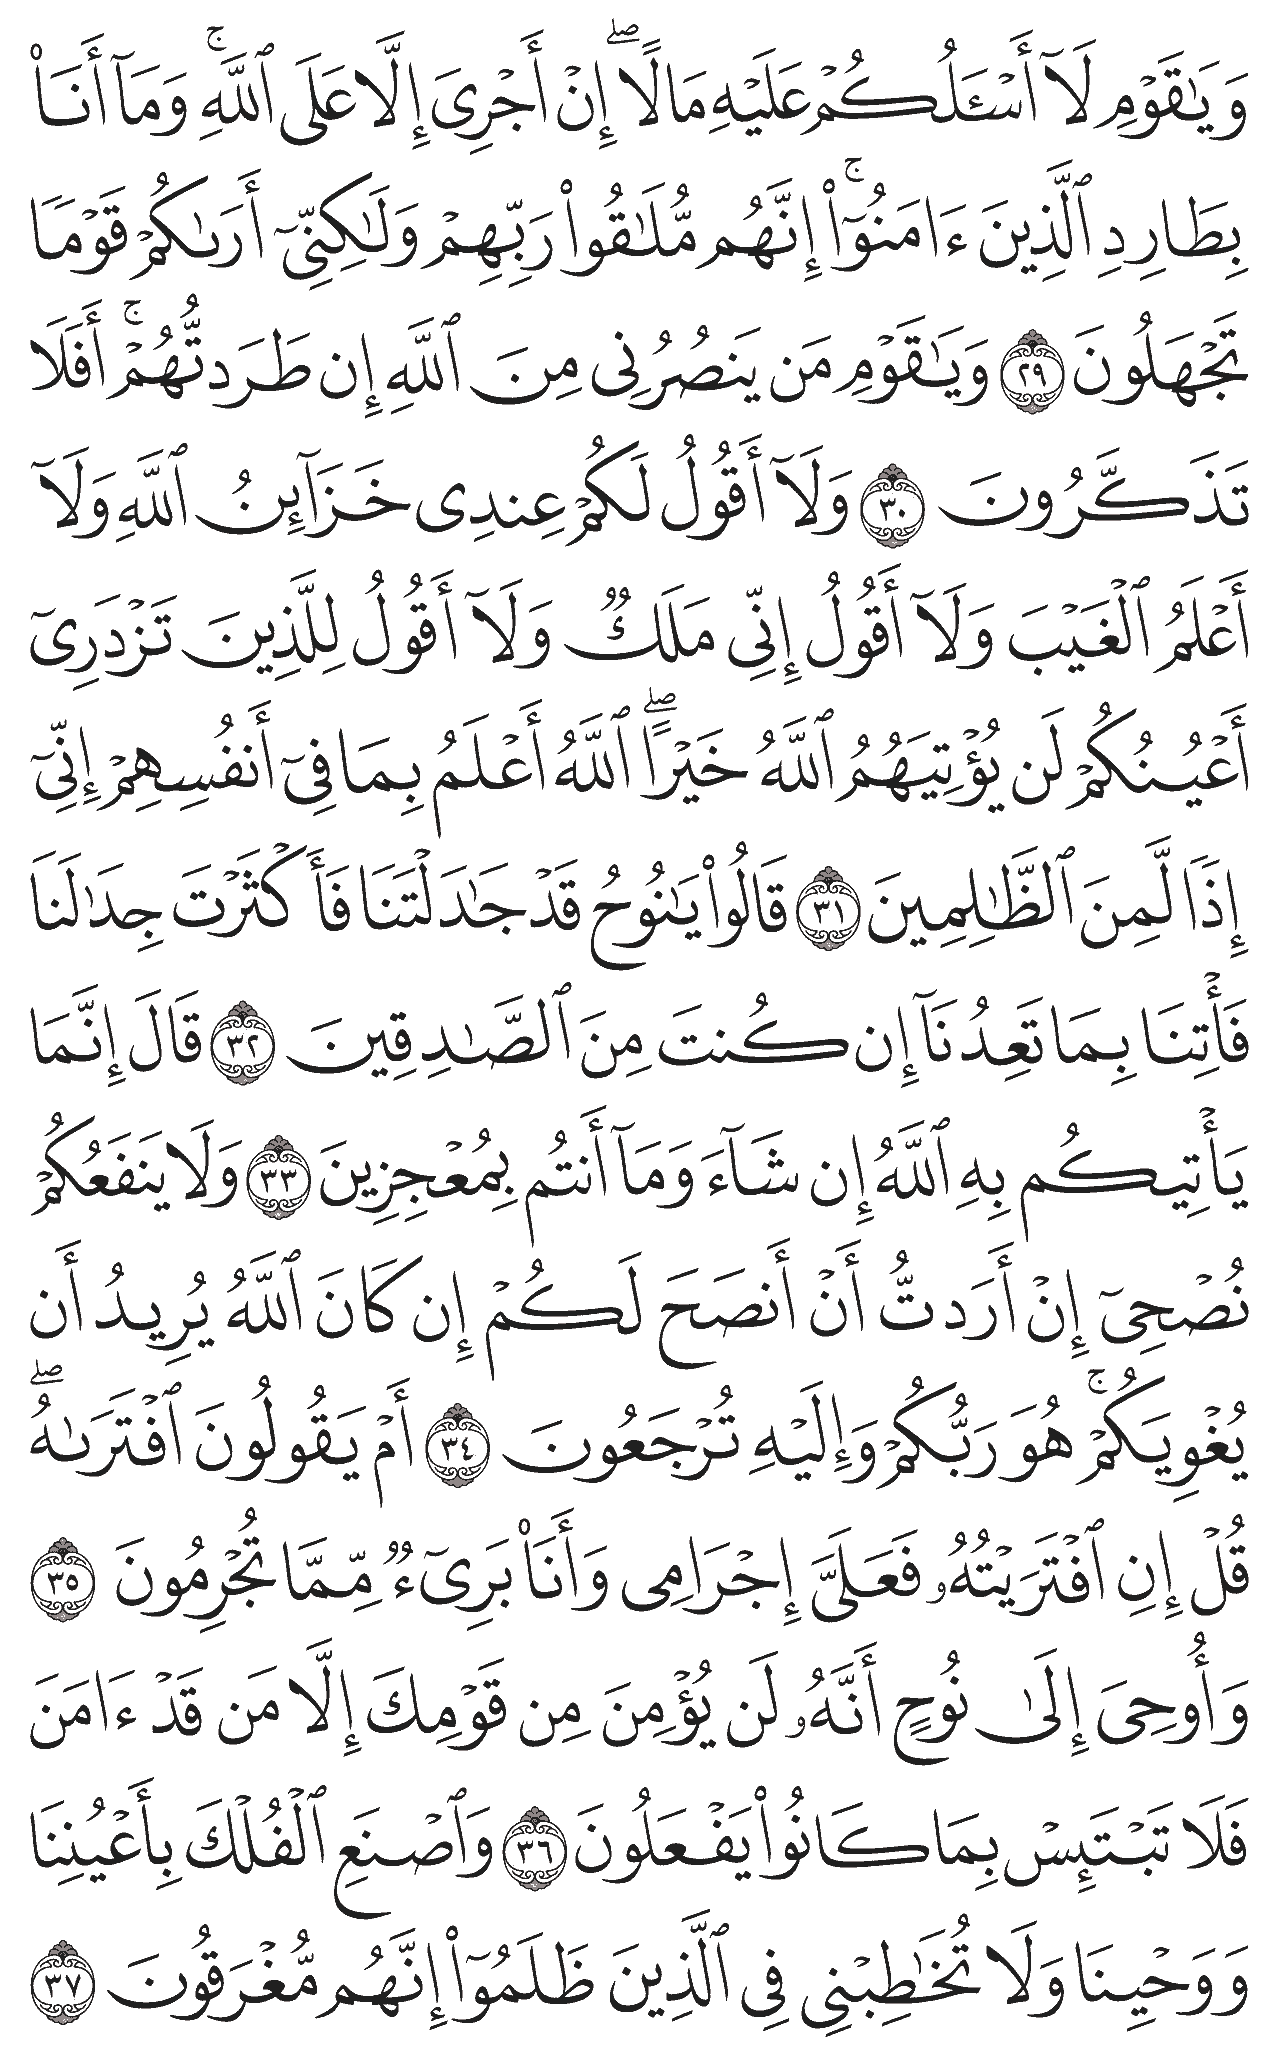 وَيَٰقَوْمِ لَآ أَسْـَٔلُكُمْ عَلَيْهِ مَالًا ۖ إِنْ أَجْرِىَ إِلَّا عَلَى ٱللَّهِ ۚ وَمَآ أَنَا۠
بِطَارِدِ ٱلَّذِينَ ءَامَنُوٓا۟ ۚ إِنَّهُم مُّلَٰقُوا۟ رَبِّهِمْ وَلَٰكِنِّىٓ أَرَىٰكُمْ قَوْمًا
تَجْهَلُونَ ٢٩ وَيَٰقَوْمِ مَن يَنصُرُنِى مِنَ ٱللَّهِ إِن طَرَدتُّهُمْ ۚ أَفَلَا
تَذَكَّرُونَ ٣٠ وَلَآ أَقُولُ لَكُمْ عِندِى خَزَآئِنُ ٱللَّهِ وَلَآ
أَعْلَمُ ٱلْغَيْبَ وَلَآ أَقُولُ إِنِّى مَلَكٌ وَلَآ أَقُولُ لِلَّذِينَ تَزْدَرِىٓ
أَعْيُنُكُمْ لَن يُؤْتِيَهُمُ ٱللَّهُ خَيْرًا ۖ ٱللَّهُ أَعْلَمُ بِمَا فِىٓ أَنفُسِهِمْ إِنِّىٓ
إِذًا لَّمِنَ ٱلظَّٰلِمِينَ ٣١ قَالُوا۟ يَٰنُوحُ قَدْ جَٰدَلْتَنَا فَأَكْثَرْتَ جِدَٰلَنَا
فَأْتِنَا بِمَا تَعِدُنَآ إِن كُنتَ مِنَ ٱلصَّٰدِقِينَ ٣٢ قَالَ إِنَّمَا
يَأْتِيكُم بِهِ ٱللَّهُ إِن شَآءَ وَمَآ أَنتُم بِمُعْجِزِينَ ٣٣ وَلَا يَنفَعُكُمْ
نُصْحِىٓ إِنْ أَرَدتُّ أَنْ أَنصَحَ لَكُمْ إِن كَانَ ٱللَّهُ يُرِيدُ أَن
يُغْوِيَكُمْ ۚ هُوَ رَبُّكُمْ وَإِلَيْهِ تُرْجَعُونَ ٣٤ أَمْ يَقُولُونَ ٱفْتَرَىٰهُ ۖ
قُلْ إِنِ ٱفْتَرَيْتُهُۥ فَعَلَىَّ إِجْرَامِى وَأَنَا۠ بَرِىٓءٌ مِّمَّا تُجْرِمُونَ ٣٥
وَأُوحِىَ إِلَىٰ نُوحٍ أَنَّهُۥ لَن يُؤْمِنَ مِن قَوْمِكَ إِلَّا مَن قَدْ ءَامَنَ
فَلَا تَبْتَئِسْ بِمَا كَانُوا۟ يَفْعَلُونَ ٣٦ وَٱصْنَعِ ٱلْفُلْكَ بِأَعْيُنِنَا
وَوَحْيِنَا وَلَا تُخَٰطِبْنِى فِى ٱلَّذِينَ ظَلَمُوٓا۟ إِنَّهُم مُّغْرَقُونَ ٣٧